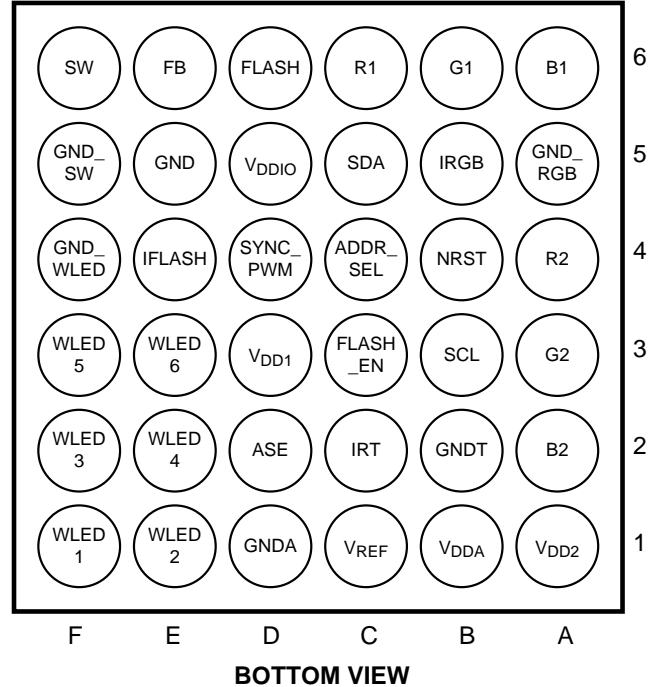 SW FB FLASH R1 G1 B1 6
GND_ SW GND VDDIO SDA IRGB GND_ RGB 5
GND_ WLED IFLASH SYNC_ PWM ADDR_ SEL NRST R2 4
WLED 5 WLED 6 VDD1 FLASH _EN SCL G2 3
WLED 3 WLED 4 ASE IRT GNDT B2 2
WLED 1 WLED 2 GNDA VREF VDDA VDD2 1
F E D C B A
BOTTOM VIEW